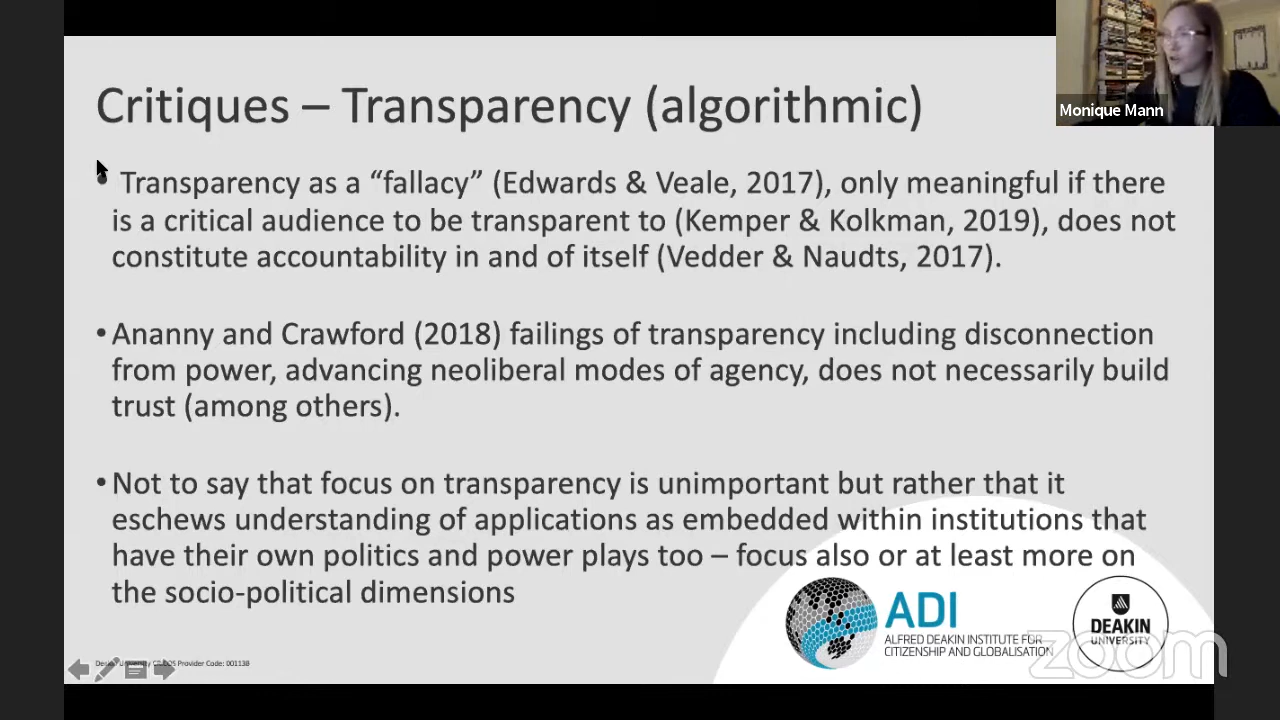 Critiques – Transparency (algorithmic)
Monique Mann
• Transparency as a “fallacy” (Edwards & Veale, 2017), only meaningful if there
is a critical audience to be transparent to (Kemper & Kolkman, 2019), does not
constitute accountability in and of itself (Vedder & Naudts, 2017).
• Ananny and Crawford (2018) failings of transparency including disconnection
from power, advancing neoliberal modes of agency, does not necessarily build
trust (among others).
• Not to say that focus on transparency is unimportant but rather that it
eschews understanding of applications as embedded within institutions that
have their own politics and power plays too – focus also or at least more on
the socio-political dimensions
ADI
ALFRED DEAKIN INSTITUTE FOR
CITIZENSHIP AND GLOBALISATION
DEAKIN
UNIVERSITY
zoom
Provider Code: 00113B